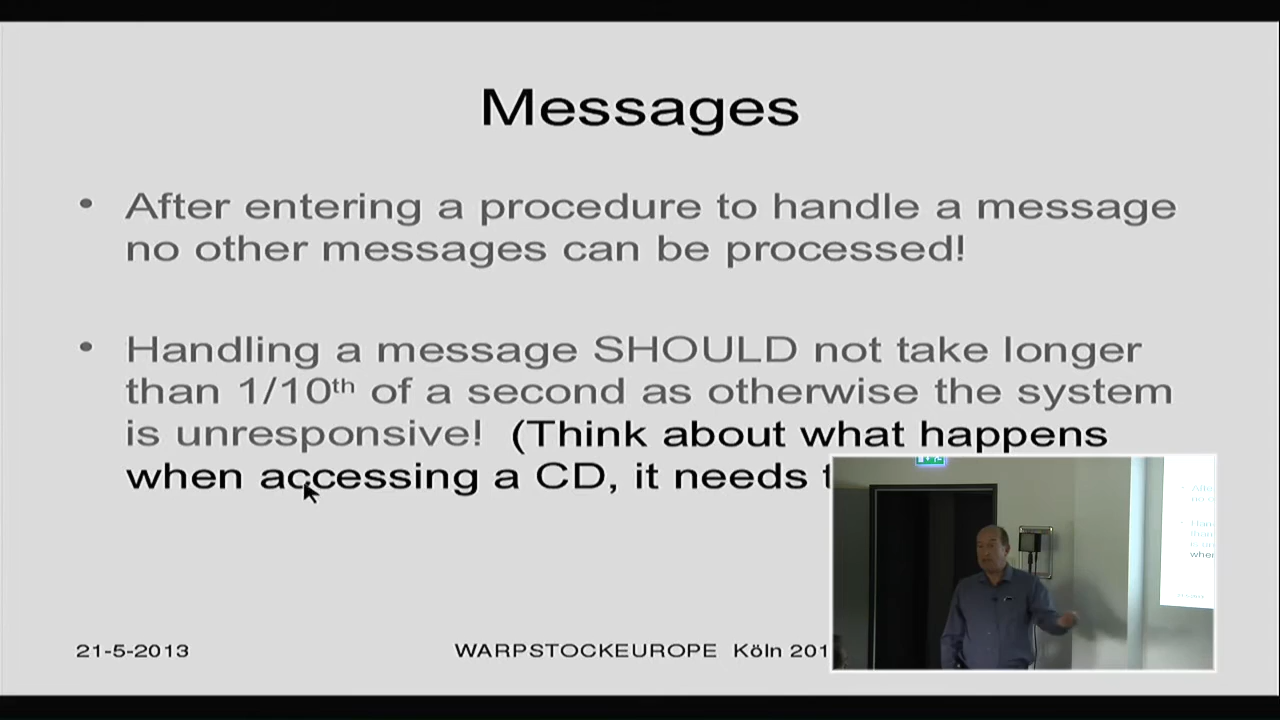 Messages
• After entering a procedure to handle a message
no other messages can be processed!
• Handling a message SHOULD not take longer
than 1/10th of a second as otherwise the system
is unresponsive! (Think about what happens
when accessing a CD, it needs
21-5-2013
WARPSTOCKEUROPE Köln 201
when